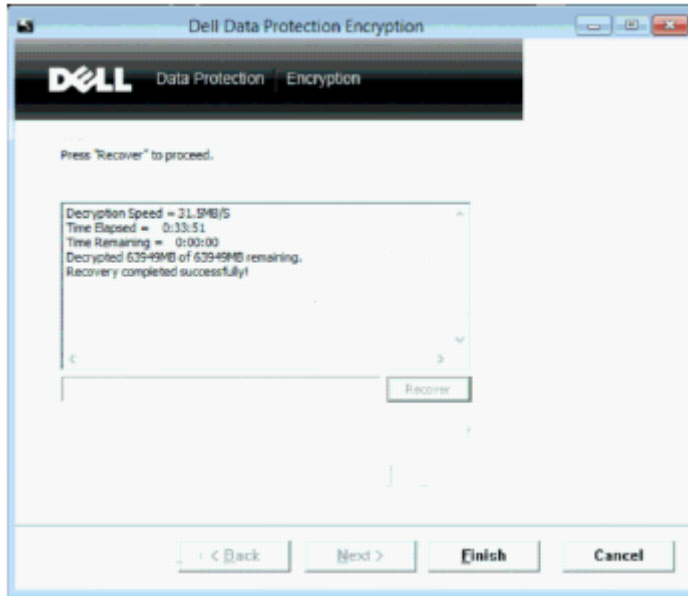 Dell Data Protection Encryption
DELL Data Protection Encryption
Press "Recover" to proceed.
Decryption Speed = 31.5MB/S
Time Elapsed = 0:33:51
Time Remaining = 0:00:00
Decrypted 63949MB of 63949MB remaining.
Recovery completed successfully!
Recover
< Back
Next >
Finish
Cancel